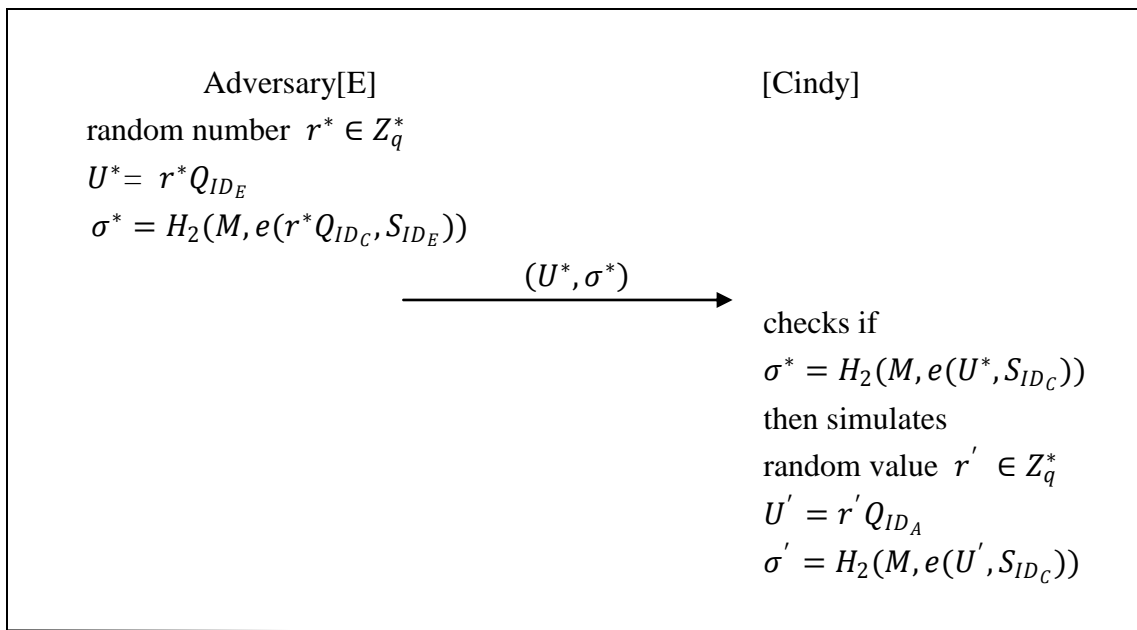 Adversary[E] [Cindy]
random number r* ∈ Z_q^*
U* = r*Q_{ID_E}
σ* = H_2(M, e(r*Q_{ID_C}, S_{ID_E}))
(U*, σ*)
checks if
σ* = H_2(M, e(U*, S_{ID_C}))
then simulates
random value r' ∈ Z_q^*
U' = r'Q_{ID_A}
σ' = H_2(M, e(U', S_{ID_C}))